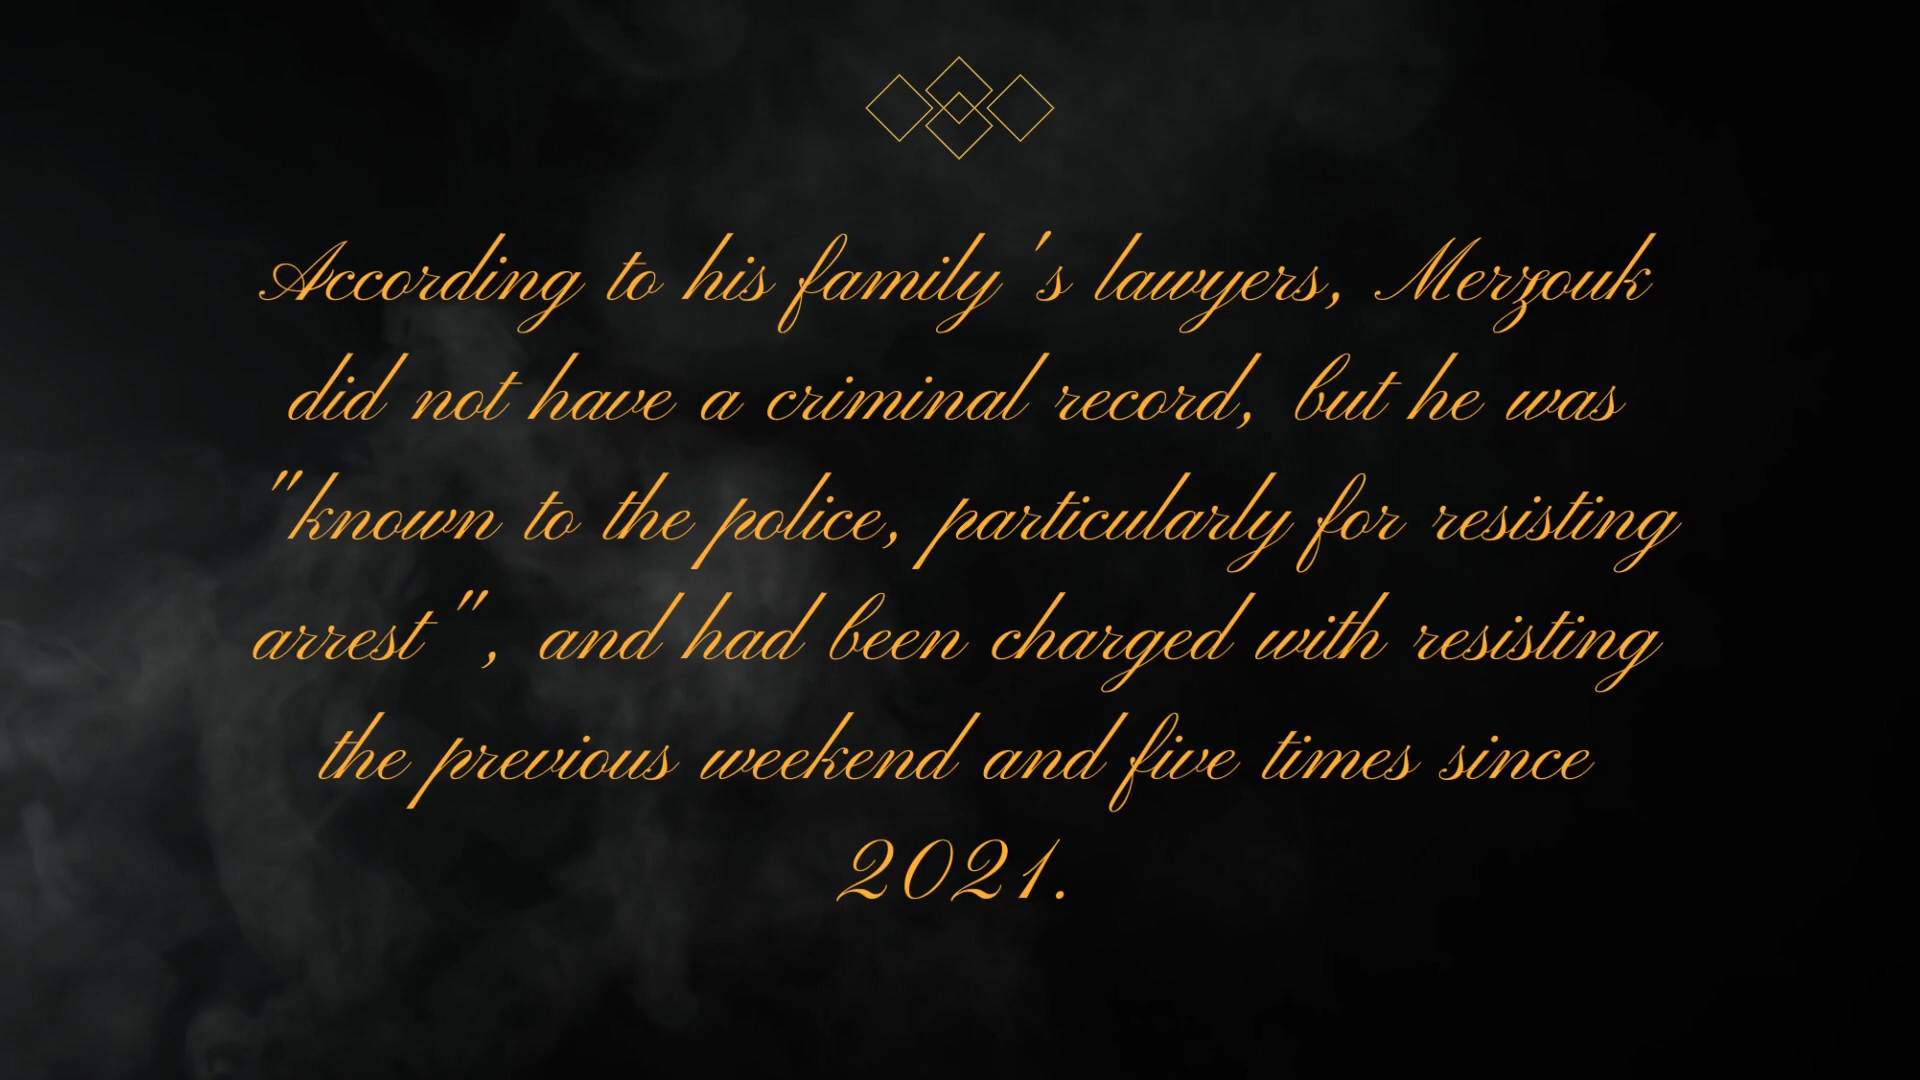 According to his family's lawyers, Merzouk
did not have a criminal record, but he was
"known to the police, particularly for resisting
arrest", and had been charged with resisting
the previous weekend and five times since
2021.